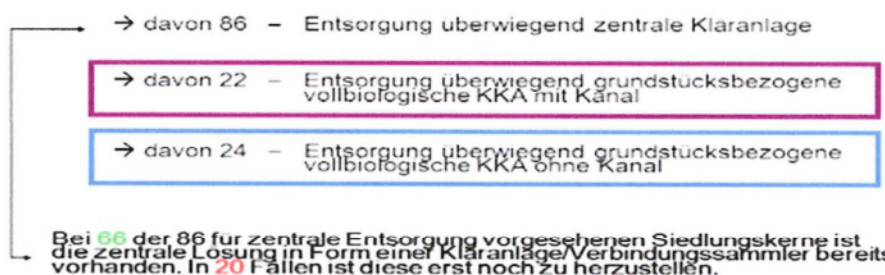 → davon 86 – Entsorgung überwiegend zentrale Kläranlage
→ davon 22 – Entsorgung überwiegend grundstücksbezogene
vollbiologische KKA mit Kanal
→ davon 24 – Entsorgung überwiegend grundstücksbezogene
vollbiologische KKA ohne Kanal
Bei 66 der 86 für zentrale Entsorgung vorgesehenen Siedlungskerne ist
die zentrale Lösung in Form einer Kläranlage/Verbindungssammler bereits
vorhanden. In 20 Fällen ist diese erst noch zu herzustellen.